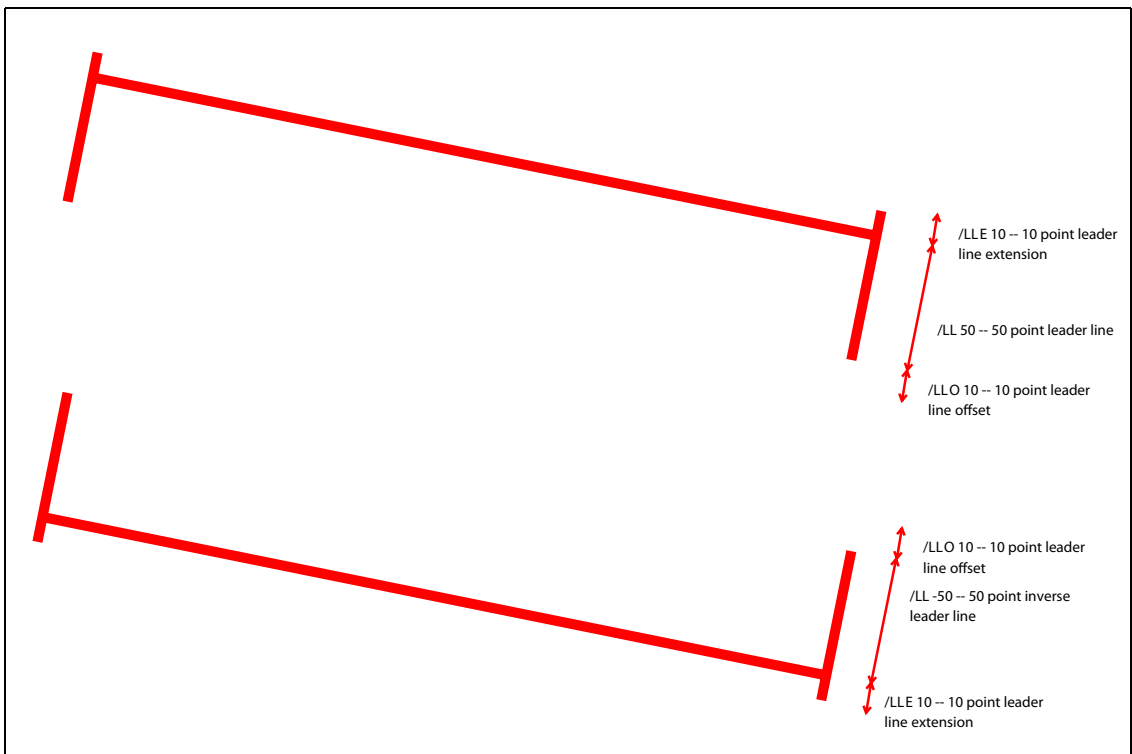 /LLE 10 -- 10 point leader
line extension
/LL 50 -- 50 point leader line
/LLO 10 -- 10 point leader
line offset
/LLO 10 -- 10 point leader
line offset
/LL -50 -- 50 point inverse
leader line
/LLE 10 -- 10 point leader
line extension